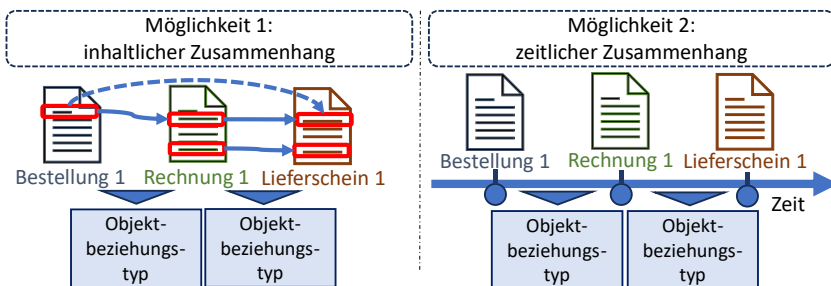 Möglichkeit 1:
inhaltlicher Zusammenhang
Bestellung 1
Rechnung 1
Lieferschein 1
Objekt-
beziehungs-
typ
Objekt-
beziehungs-
typ
Möglichkeit 2:
zeitlicher Zusammenhang
Bestellung 1
Rechnung 1
Lieferschein 1
Zeit
Objekt-
beziehungs-
typ
Objekt-
beziehungs-
typ